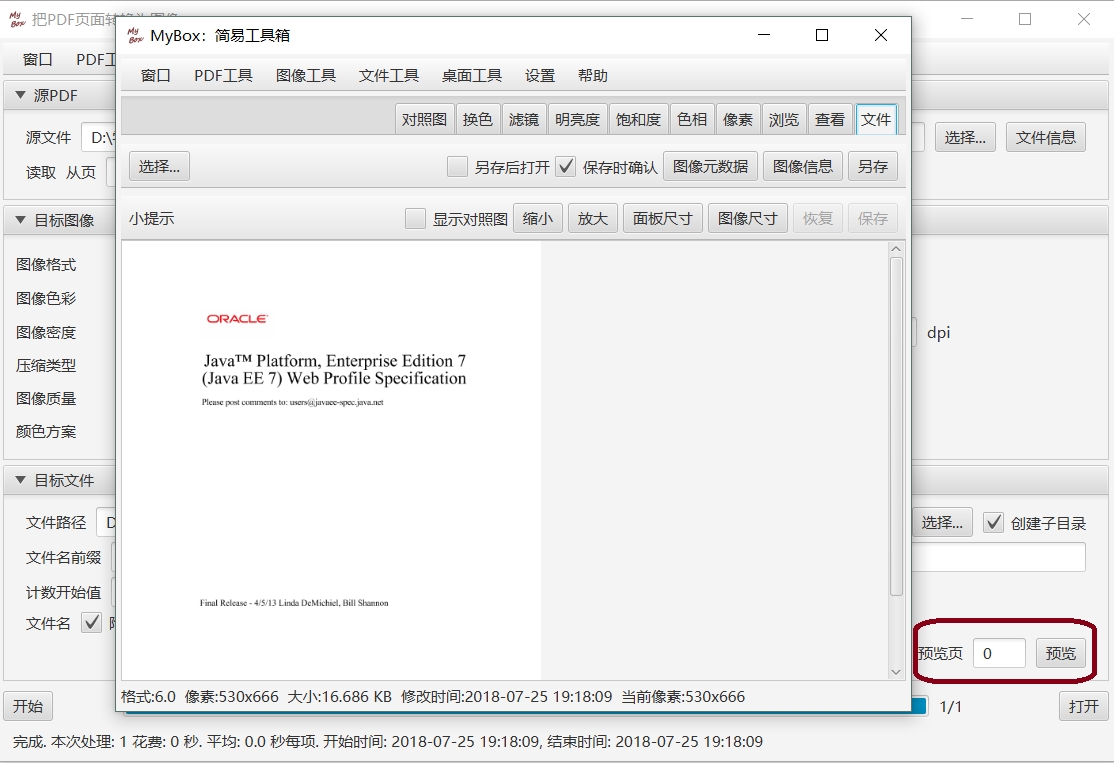 My Box 把PDF页面转换为图像
窗口 PDF工
源PDF
源文件 D:\
选择... 文件信息
读取 从页
目标图像
图像格式
图像色彩
图像密度 dpi
压缩类型
图像质量
颜色方案
目标文件
文件路径 D
选择... 创建子目录
文件名前缀
计数开始值
文件名
预览页 0 预览
开始 1/1 打开
完成. 本次处理: 1 花费: 0 秒. 平均: 0.0 秒每项. 开始时间: 2018-07-25 19:18:09, 结束时间: 2018-07-25 19:18:09
My Box MyBox：简易工具箱
窗口 PDF工具 图像工具 文件工具 桌面工具 设置 帮助
对照图 换色 滤镜 明亮度 饱和度 色相 像素 浏览 查看 文件
选择... 另存后打开 保存时确认 图像元数据 图像信息 另存
小提示 显示对照图 缩小 放大 面板尺寸 图像尺寸 恢复 保存
ORACLE
Java™ Platform, Enterprise Edition 7
(Java EE 7) Web Profile Specification
Please post comments to: users@javaee-spec.java.net
Final Release - 4/5/13 Linda DeMichiel, Bill Shannon
格式:6.0 像素:530x666 大小:16.686 KB 修改时间:2018-07-25 19:18:09 当前像素:530x666